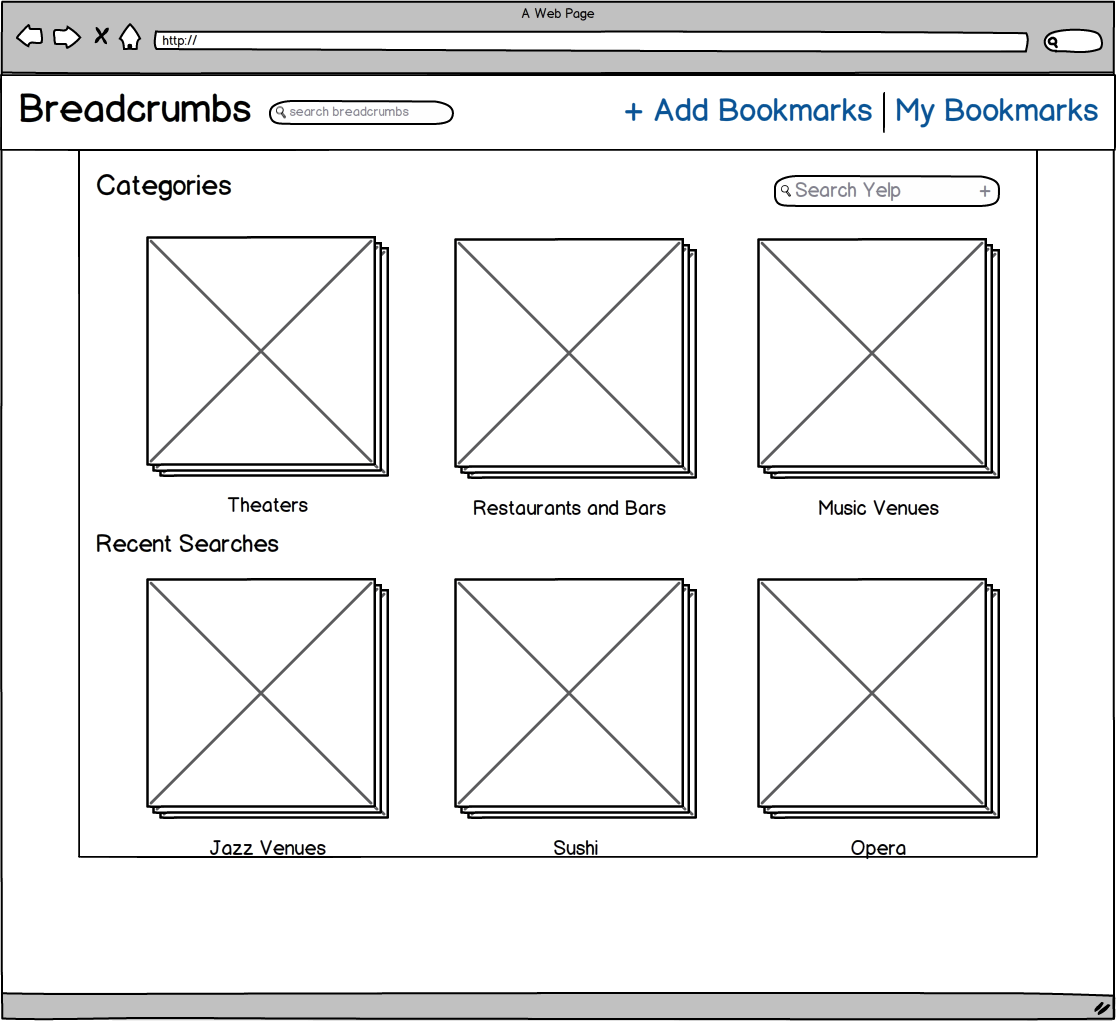 A Web Page
http://
Breadcrumbs
search breadcrumbs
+ Add Bookmarks
My Bookmarks
Categories
Search Yelp +
Theaters
Restaurants and Bars
Music Venues
Recent Searches
Jazz Venues
Sushi
Opera